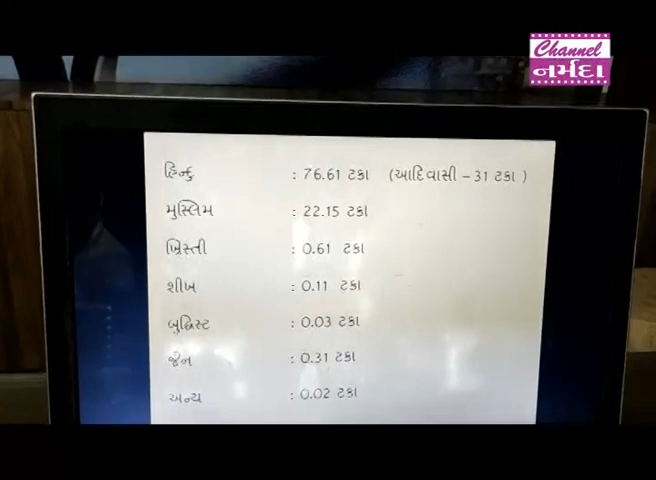 Channel
નર્મદા
હિન્દુ : 76.61 ટકા (આદિવાસી – 31 ટકા )
મુસ્લિમ : 22.15 ટકા
ખ્રિસ્તી : 0.61 ટકા
શીખ : 0.11 ટકા
બુદ્ધિસ્ટ : 0.03 ટકા
જૈન : 0.31 ટકા
અન્ય : 0.02 ટકા